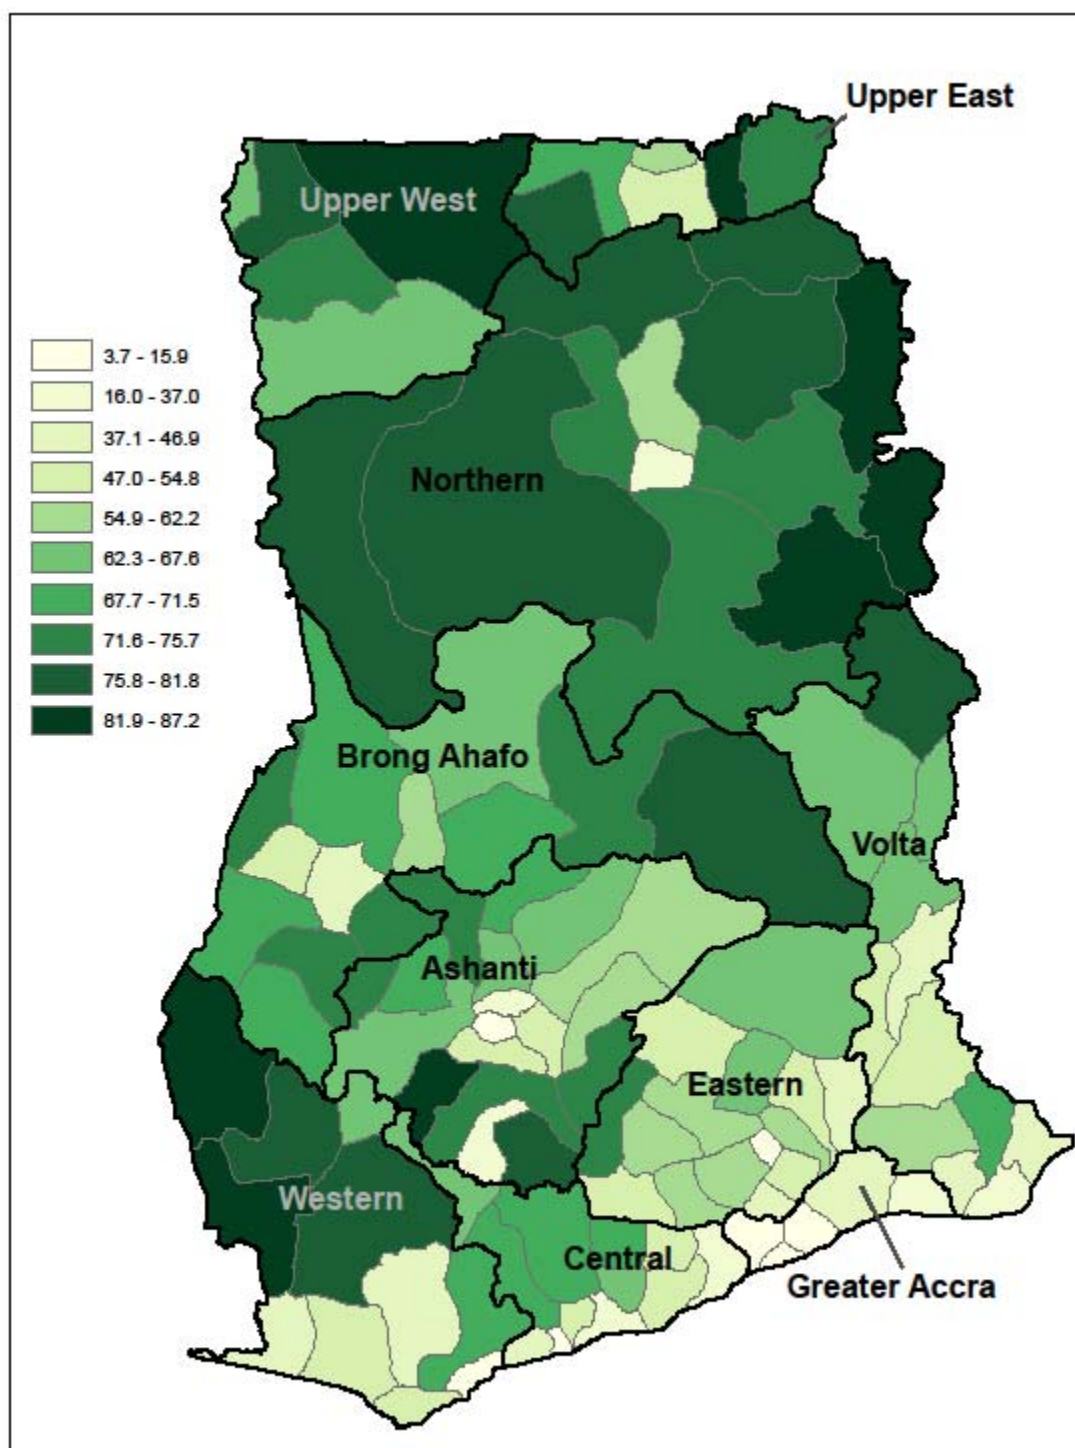 Upper East
Upper West
3.7 - 15.9
16.0 - 37.0
37.1 - 46.9
47.0 - 54.8
54.9 - 62.2
62.3 - 67.6
67.7 - 71.5
71.6 - 75.7
75.8 - 81.8
81.9 - 87.2
Northern
Brong Ahafo
Volta
Ashanti
Eastern
Western
Central
Greater Accra